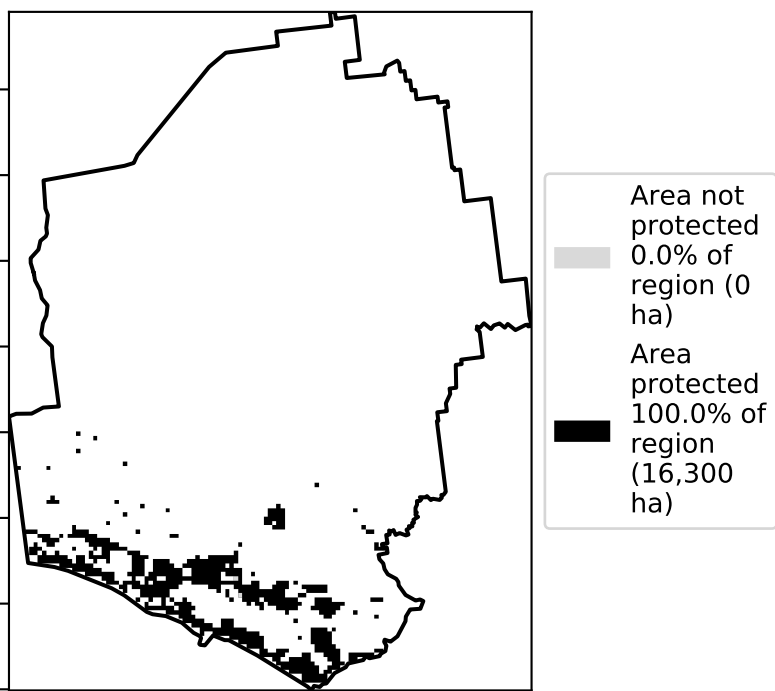 Area not
protected
0.0% of
region (0
ha)
Area
protected
100.0% of
region
(16,300
ha)